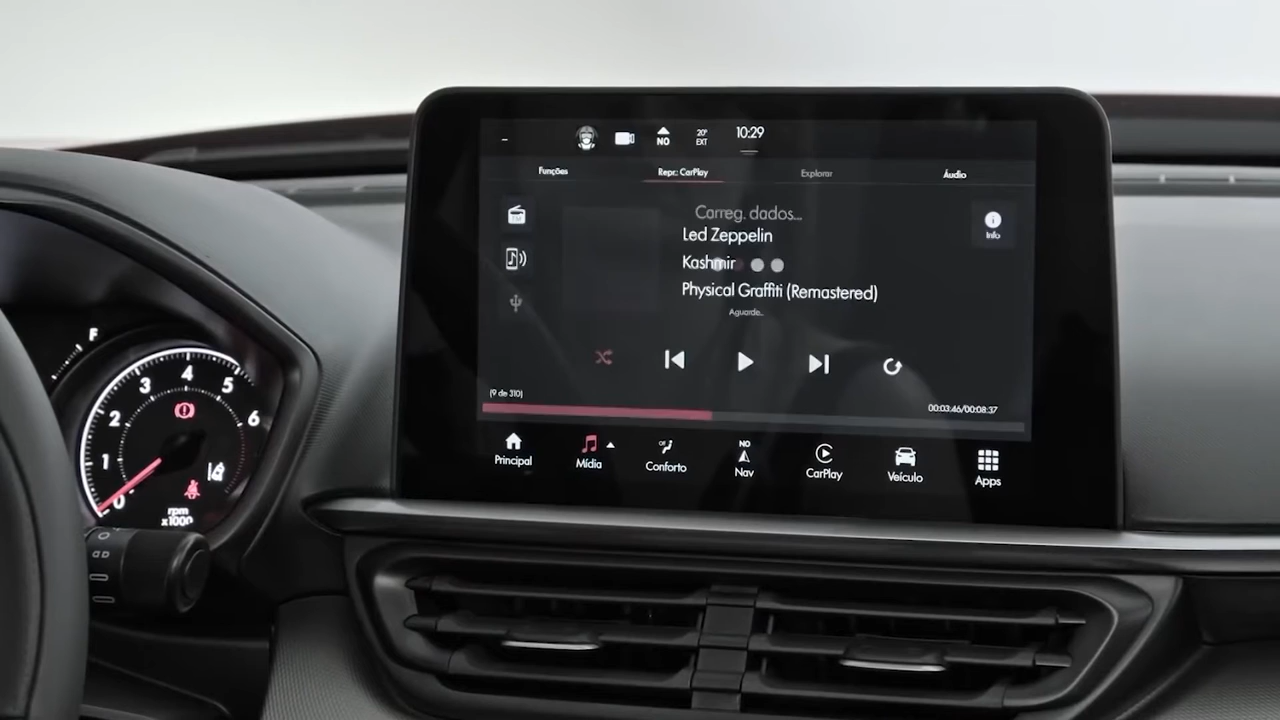 NO
20°
EXT
10:29
Funções
Repr.: CarPlay
Explorar
Áudio
Carreg. dados...
Led Zeppelin
Kashmir
Physical Graffiti (Remastered)
Aguarde..
Info
(9 de 310)
00:03:46/00:08:37
Principal
Mídia
Off
Conforto
NO
Nav
CarPlay
Veículo
Apps
F
0
1
2
3
4
5
6
rpm
x1000